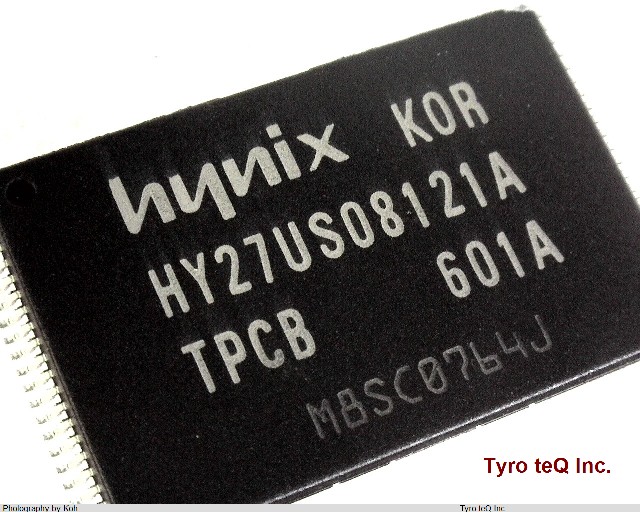 hynix KOR
HY27US08121A
TPCB 601A
M8SC0764J
Tyro teQ Inc.
Photography by Koh Tyro teQ Inc